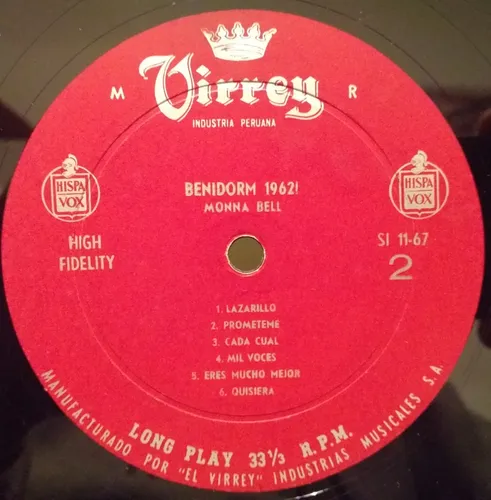 Virrey
M R
INDUSTRIA PERUANA
BENIDORM 1962!
MONNA BELL
HISPA
VOX
HISPA
VOX
HIGH
FIDELITY
SI 11-67
2
1. LAZARILLO
2. PROMETEME
3. CADA CUAL
4. MIL VOCES
5. ERES MUCHO MEJOR
6. QUISIERA
LONG PLAY 33⅓ R.P.M.
MANUFACTURADO POR "EL VIRREY" INDUSTRIAS MUSICALES S.A.